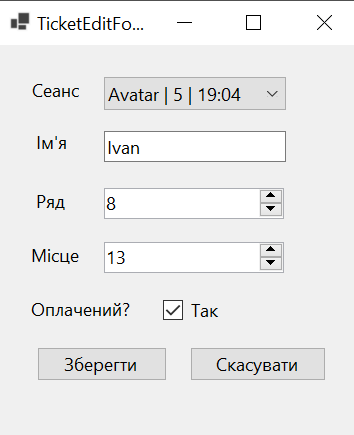 TicketEditFo...
Сеанс Avatar | 5 | 19:04
Ім'я Ivan
Ряд 8
Місце 13
Оплачений? Так
Зберегти Скасувати